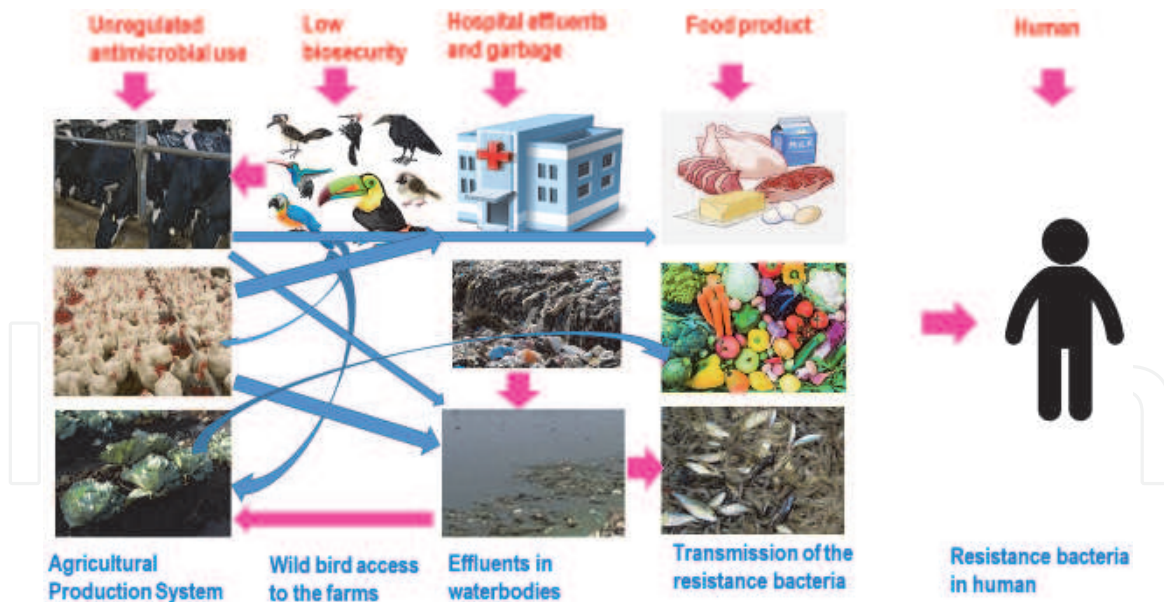 Unregulated
antimicrobial use
Low
biosecurity
Hospital effluents
and garbage
Food product
Human
MILK
Agricultural
Production System
Wild bird access
to the farms
Effluents in
waterbodies
Transmission of the
resistance bacteria
Resistance bacteria
in human